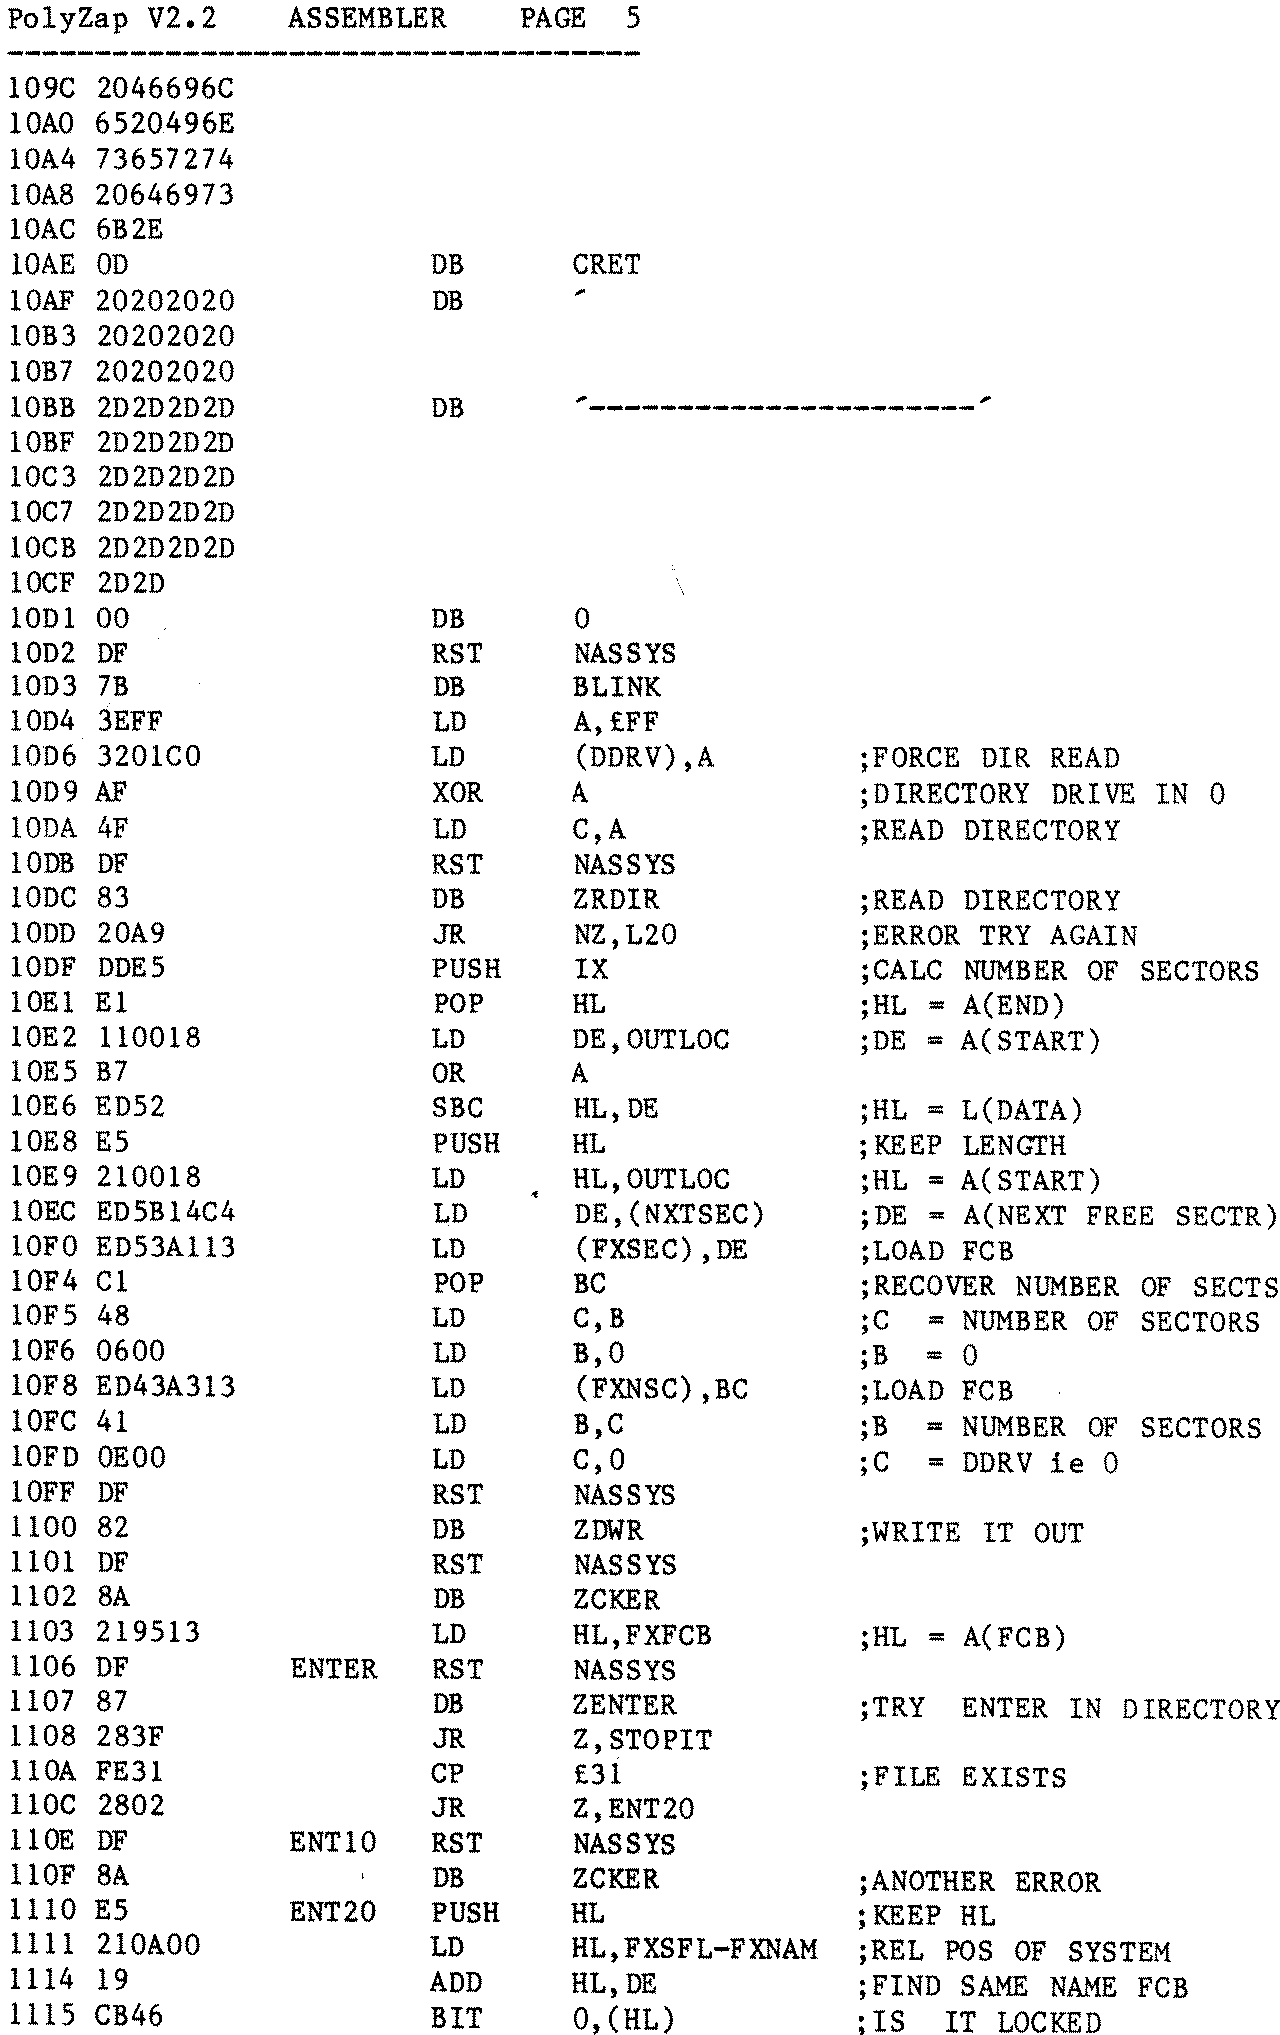 PolyZap V2.2    ASSEMBLER    PAGE  5
------------------------------------
109C 2046696C
10A0 6520496E
10A4 73657274
10A8 20646973
10AC 6B2E
10AE 0D                 DB      CRET
10AF 20202020           DB      ´
10B3 20202020
10B7 20202020
10BB 2D2D2D2D           DB      ´----------------------´
10BF 2D2D2D2D
10C3 2D2D2D2D
10C7 2D2D2D2D
10CB 2D2D2D2D
10CF 2D2D
10D1 00                 DB      0
10D2 DF                 RST     NASSYS
10D3 7B                 DB      BLINK
10D4 3EFF               LD      A,£FF
10D6 3201C0             LD      (DDRV),A        ;FORCE DIR READ
10D9 AF                 XOR     A               ;DIRECTORY DRIVE IN 0
10DA 4F                 LD      C,A             ;READ DIRECTORY
10DB DF                 RST     NASSYS
10DC 83                 DB      ZRDIR           ;READ DIRECTORY
10DD 20A9               JR      NZ,L20          ;ERROR TRY AGAIN
10DF DDE5               PUSH    IX              ;CALC NUMBER OF SECTORS
10E1 E1                 POP     HL              ;HL = A(END)
10E2 110018             LD      DE,OUTLOC       ;DE = A(START)
10E5 B7                 OR      A
10E6 ED52               SBC     HL,DE           ;HL = L(DATA)
10E8 E5                 PUSH    HL              ;KEEP LENGTH
10E9 210018             LD      HL,OUTLOC       ;HL = A(START)
10EC ED5B14C4           LD      DE,(NXTSEC)     ;DE = A(NEXT FREE SECTR)
10F0 ED53A113           LD      (FXSEC),DE      ;LOAD FCB
10F4 C1                 POP     BC              ;RECOVER NUMBER OF SECTS
10F5 48                 LD      C,B             ;C  = NUMBER OF SECTORS
10F6 0600               LD      B,0             ;B  = 0
10F8 ED43A313           LD      (FXNSC),BC      ;LOAD FCB
10FC 41                 LD      B,C             ;B  = NUMBER OF SECTORS
10FD 0E00               LD      C,0             ;C  = DDRV ie 0
10FF DF                 RST     NASSYS
1100 82                 DB      ZDWR            ;WRITE IT OUT
1101 DF                 RST     NASSYS
1102 8A                 DB      ZCKER
1103 219513             LD      HL,FXFCB        ;HL = A(FCB)
1106 DF         ENTER   RST     NASSYS
1107 87                 DB      ZENTER          ;TRY  ENTER IN DIRECTORY
1108 283F               JR      Z,STOPIT
110A FE31               CP      £31             ;FILE EXISTS
110C 2802               JR      Z,ENT20
110E DF         ENT10   RST     NASSYS
110F 8A                 DB      ZCKER           ;ANOTHER ERROR
1110 E5         ENT20   PUSH    HL              ;KEEP HL
1111 210A00             LD      HL,FXSFL-FXNAM  ;REL POS OF SYSTEM
1114 19                 ADD     HL,DE           ;FIND SAME NAME FCB
1115 CB46               BIT     0,(HL)          ;IS  IT LOCKED